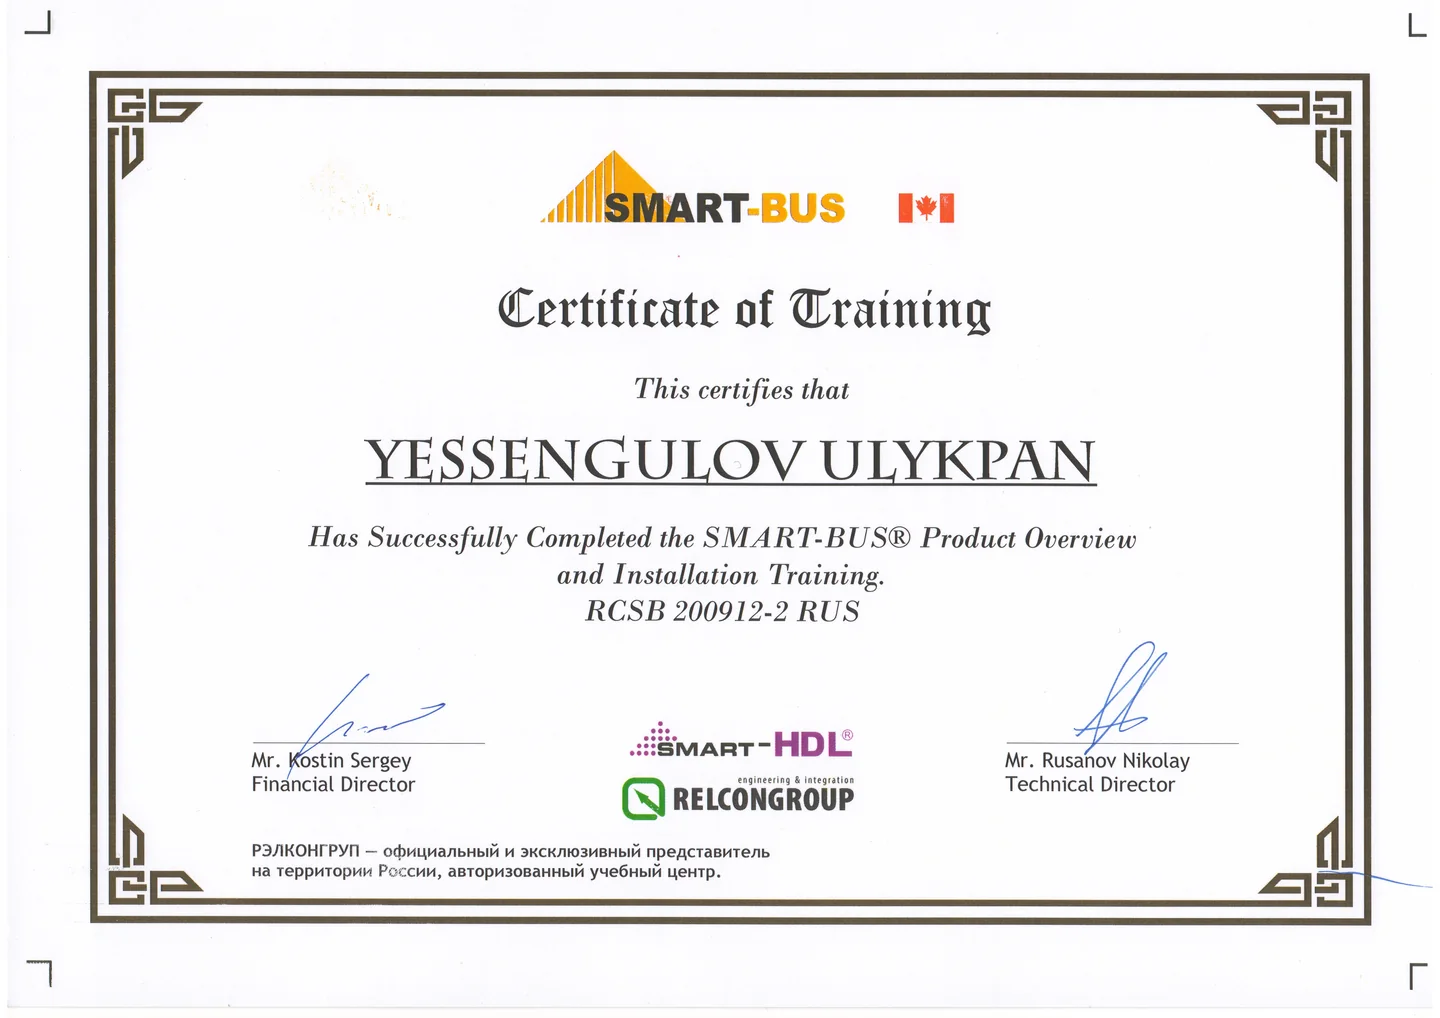 SMART-BUS
Certificate of Training
This certifies that
YESSENGULOV ULYKPAN
Has Successfully Completed the SMART-BUS® Product Overview
and Installation Training.
RCSB 200912-2 RUS
Mr. Kostin Sergey
Financial Director
SMART-HDL®
engineering & integration
RELCONGROUP
Mr. Rusanov Nikolay
Technical Director
РЭЛКОНГРУП — официальный и эксклюзивный представитель
на территории России, авторизованный учебный центр.